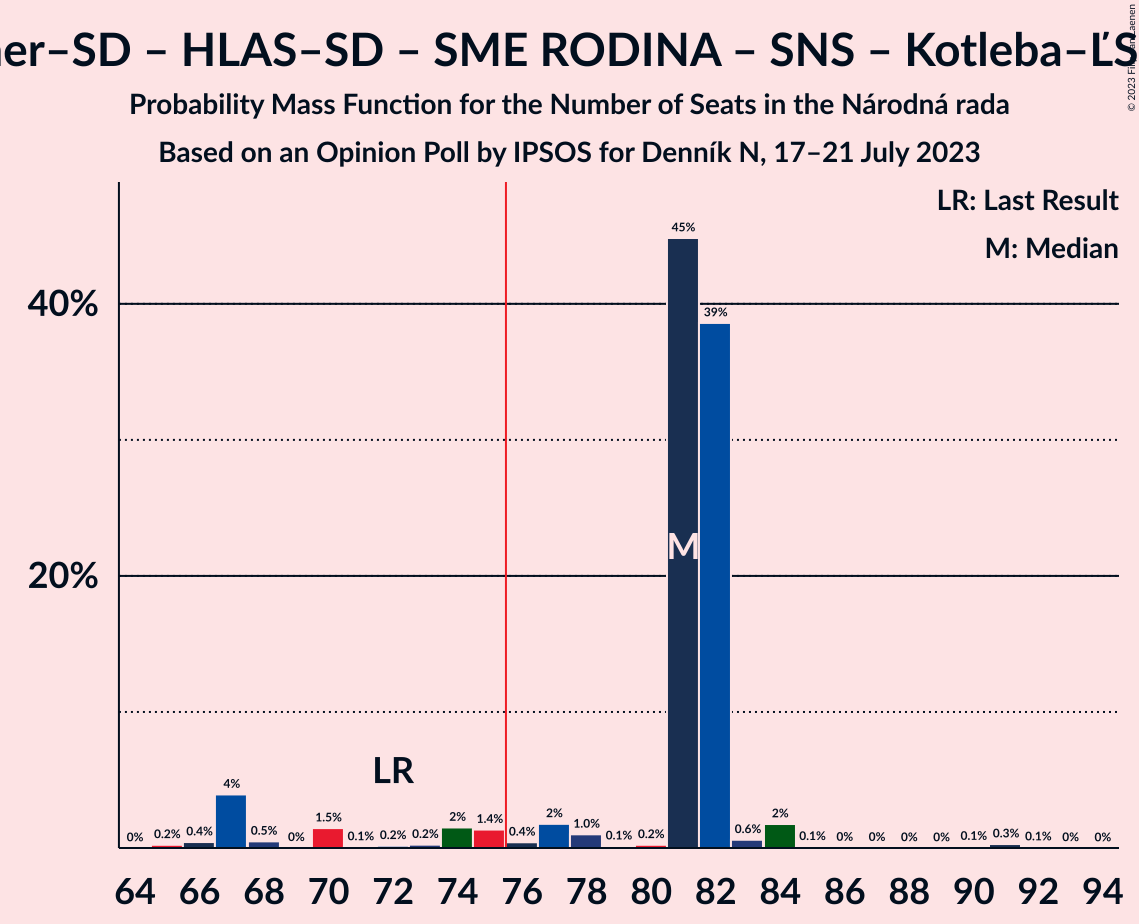 er–SD – HLAS–SD – SME RODINA – SNS – Kotleba–ĽS
Probability Mass Function for the Number of Seats in the Národná rada
Based on an Opinion Poll by IPSOS for Denník N, 17–21 July 2023
© 2023
LR: Last Result
M: Median
45%
40%
39%
M
20%
LR
4%
0% 0.2% 0.4% 0.5% 0% 1.5% 0.1% 0.2% 0.2% 2% 1.4% 0.4% 2% 1.0% 0.1% 0.2% 0.6% 2% 0.1% 0% 0% 0% 0% 0.1% 0.3% 0.1% 0% 0%
64 66 68 70 72 74 76 78 80 82 84 86 88 90 92 94